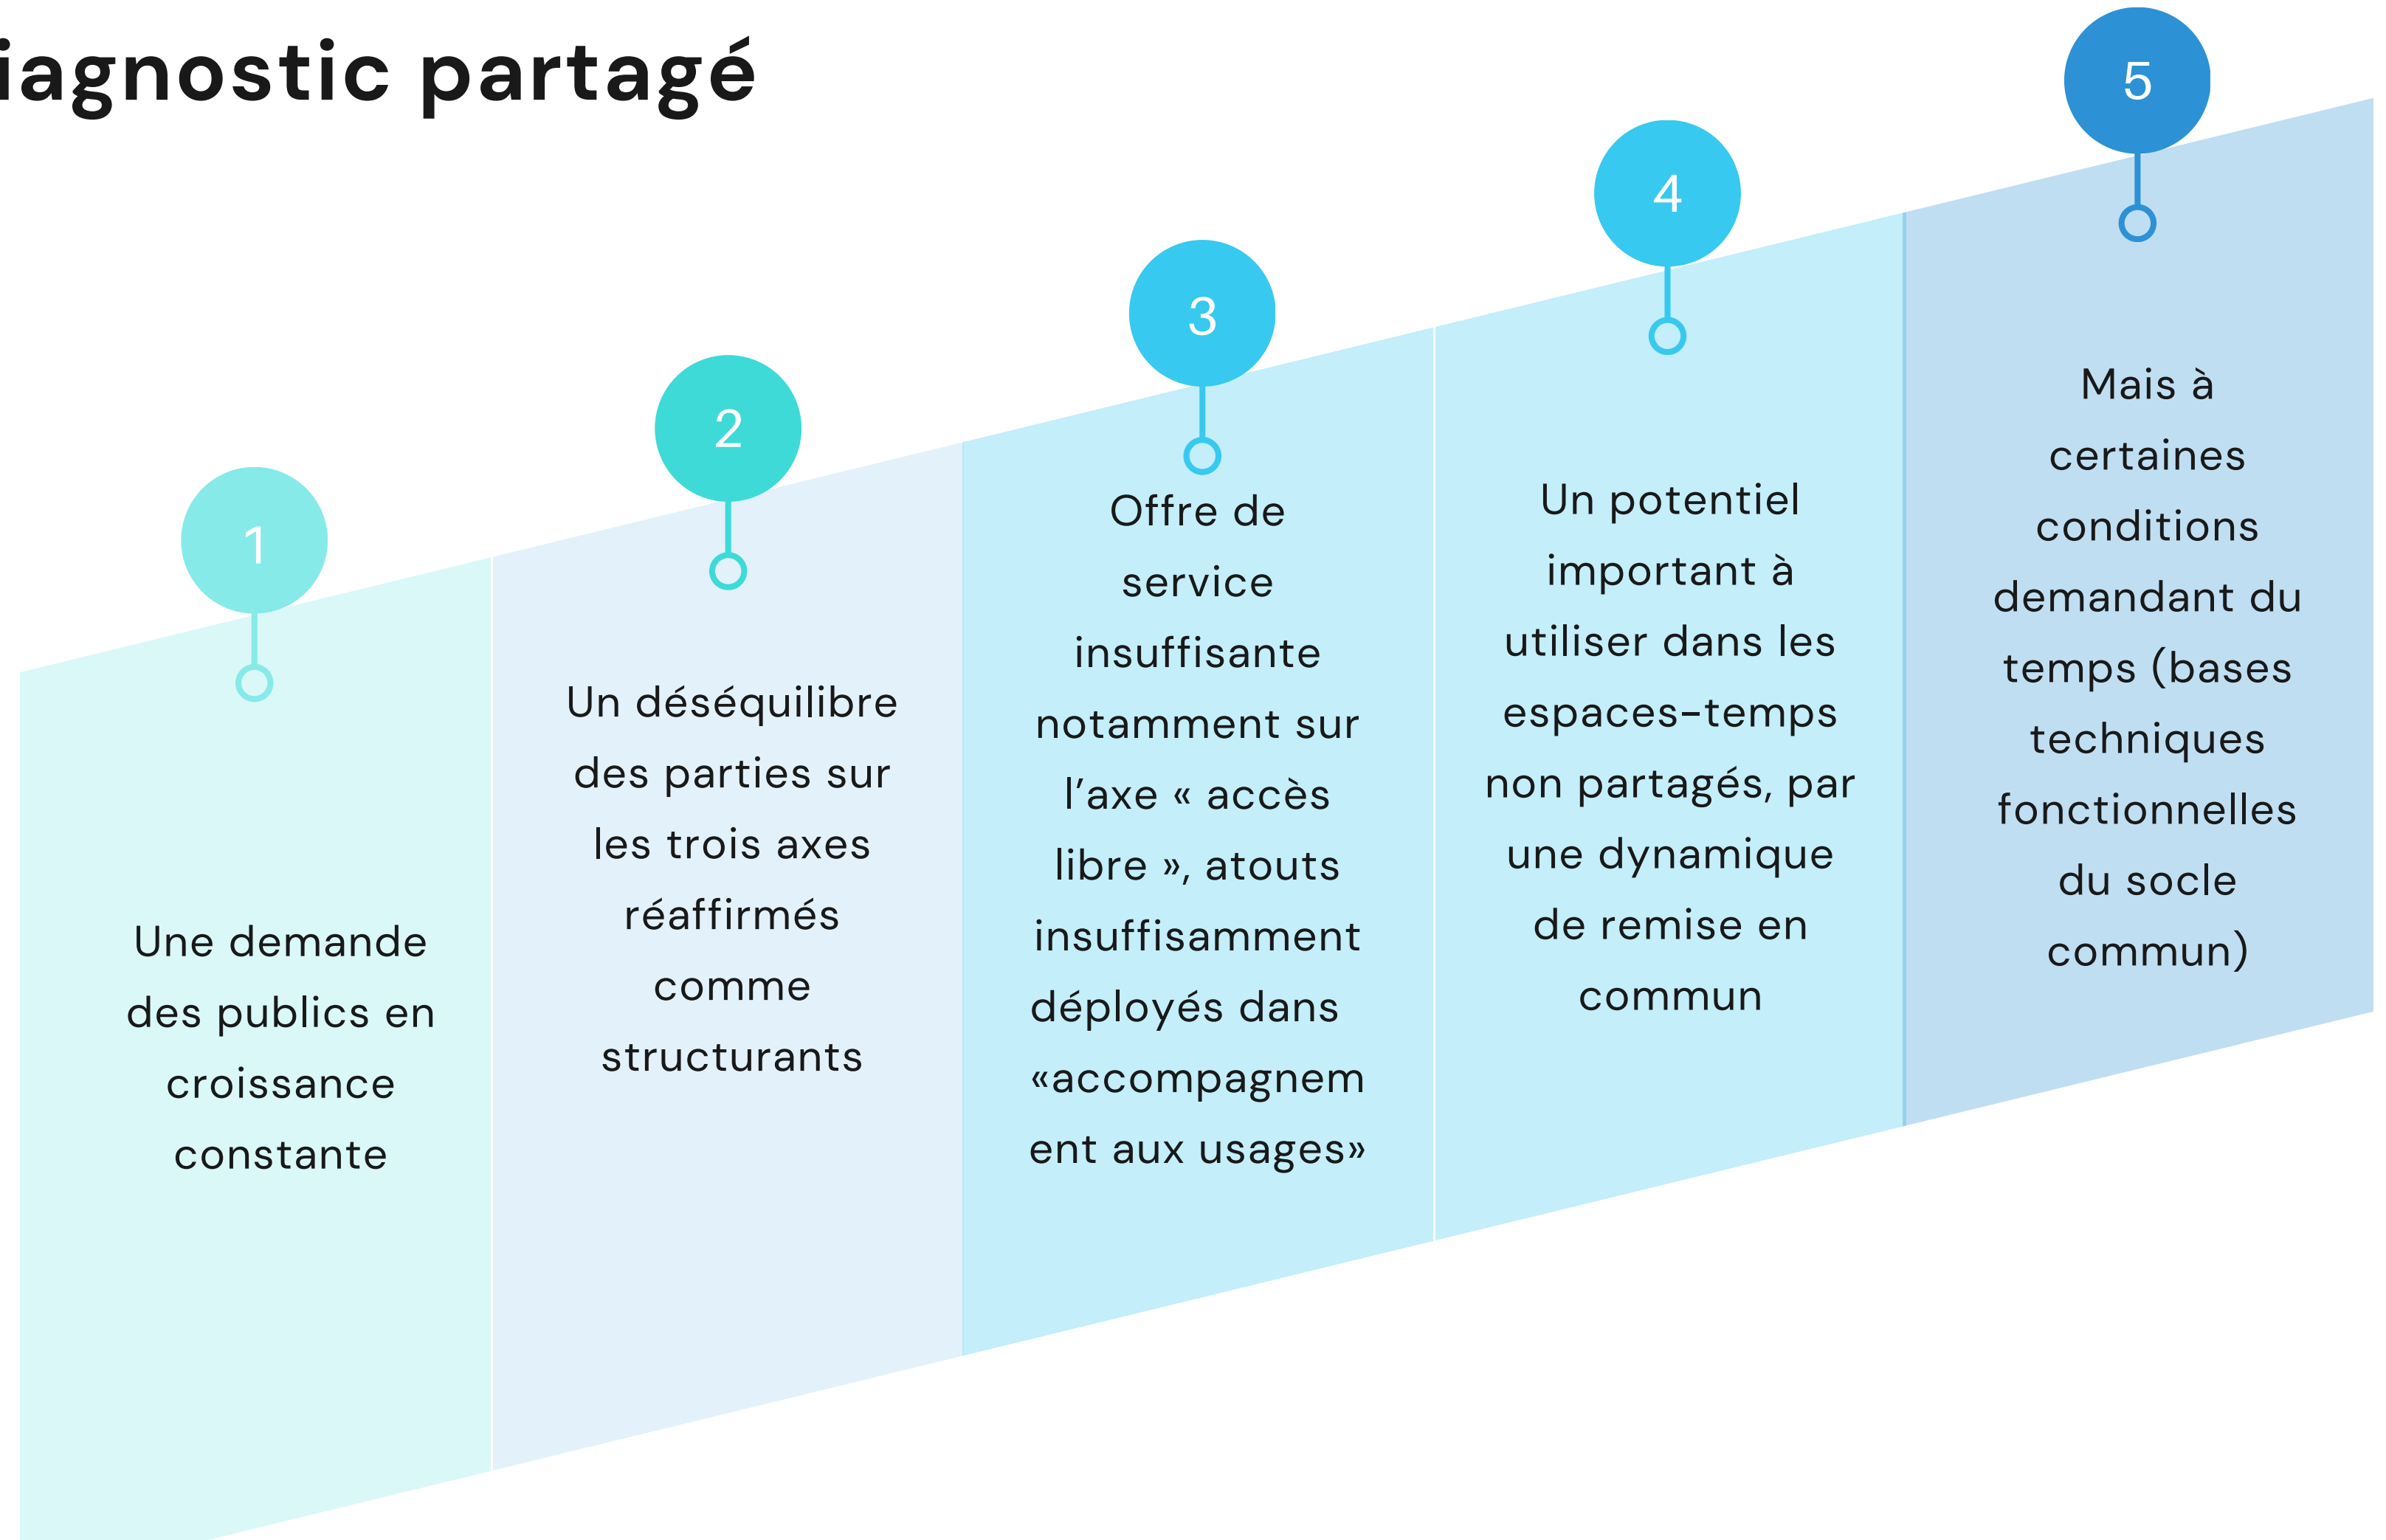 iagnostic partagé
1
Une demande
des publics en
croissance
constante
2
Un déséquilibre
des parties sur
les trois axes
réaffirmés
comme
structurants
3
Offre de
service
insuffisante
notamment sur
l’axe « accès
libre », atouts
insuffisamment
déployés dans
«accompagnem
ent aux usages»
4
Un potentiel
important à
utiliser dans les
espaces-temps
non partagés, par
une dynamique
de remise en
commun
5
Mais à
certaines
conditions
demandant du
temps (bases
techniques
fonctionnelles
du socle
commun)